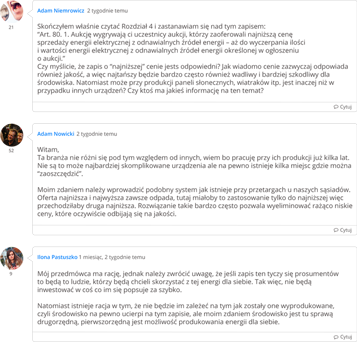 Adam Niemrowicz 2 tygodnie temu
21
Skończyłem właśnie czytać Rozdział 4 i zastanawiam się nad tym zapisem:
"Art. 80. 1. Aukcję wygrywają ci uczestnicy aukcji, którzy zaoferowali najniższą cenę
sprzedaży energii elektrycznej z odnawialnych źródeł energii – aż do wyczerpania ilości
i wartości energii elektrycznej z odnawialnych źródeł energii określonej w ogłoszeniu
o aukcji."
Czy myślicie, że zapis o "najniższej" cenie jests odpowiedni? Jak wiadomo cenie zazwyczaj odpowiada
również jakość, a więc najtańszy będzie bardzo często również wadliwy i bardziej szkodliwy dla
środowiska. Natomiast może przy produkcji paneli słonecznych, wiatraków itp, jest inaczej niż w
przypadku innych urządzeń? Czy ktoś ma jakieś informację na ten temat?
Cytuj
Adam Nowicki 2 tygodnie temu
52
Witam,
Ta branża nie różni się pod tym względem od innych, wiem bo pracuję przy ich produkcji już kilka lat.
Nie są to może najbardziej skomplikowane urządzenia ale na pewno istnieje kilka miejsc gdzie można
"zaoszczędzić".
Moim zdaniem należy wprowadzić podobny system jak istnieje przy przetargach u naszych sąsiadów.
Oferta najniższa i najwyższa zawsze odpada, tutaj miałoby to zastosowanie tylko do najniższej więc
przechodziłaby druga najniższa. Rozwiązanie takie bardzo często pozwala wyeliminować rażąco niskie
ceny, które oczywiście odbijają się na jakości.
Cytuj
Ilona Pastuszko 1 miesiąc, 2 tygodnie temu
9
Mój przedmówca ma rację, jednak należy zwrócić uwagę, że jeśli zapis ten tyczy się prosumentów
to będą to ludzie, którzy będą chcieli skorzystać z tej energi dla siebie. Tak więc, nie będą
inwestować w coś co im się popsuje za szybko.
Natomiast istnieje racja w tym, że nie będzie im zależeć na tym jak zostały one wyprodukowane,
czyli środowisko na pewno ucierpi na tym zapisie, ale moim zdaniem środowisko jest tu sprawą
drugorzędną, pierwszorzędną jest możliwość produkowania energii dla siebie.
Cytuj